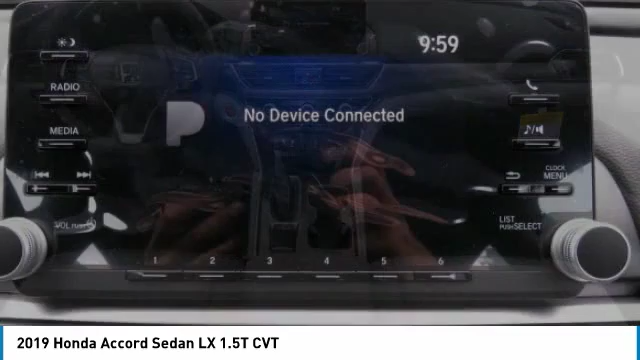 9:59
RADIO
No Device Connected
MEDIA
CLOCK
MENU
VOL
LIST
PUSH SELECT
1 2 3 4 5 6
2019 Honda Accord Sedan LX 1.5T CVT